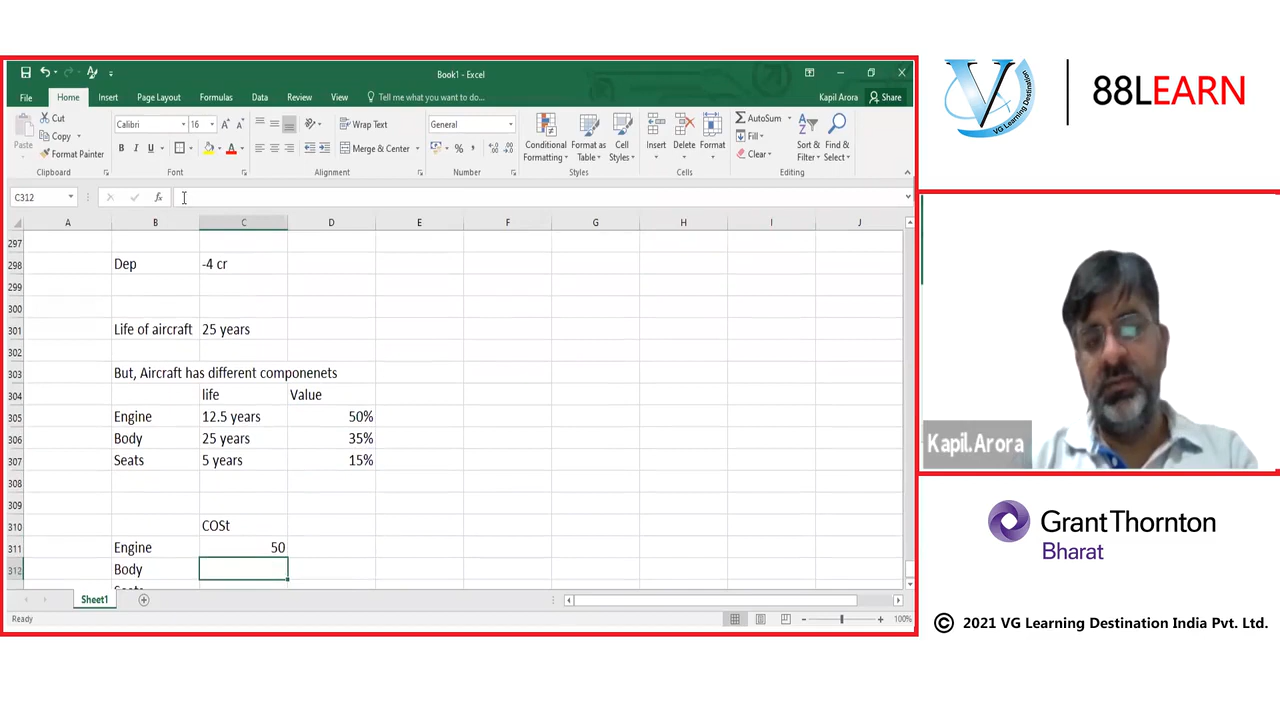 Book1 - Excel
File Home Insert Page Layout Formulas Data Review View Tell me what you want to do... Kapil Arora Share
Cut
Copy
Format Painter
Paste
Clipboard
Calibri 16
B I U
Font
Wrap Text
Merge & Center
Alignment
General
%
Number
Conditional Formatting
Format as Table
Cell Styles
Styles
Insert Delete Format
Cells
AutoSum
Fill
Clear
Sort & Filter
Find & Select
Editing
C312
fx
A B C D E F G H I J
297
298 Dep -4 cr
299
300
301 Life of aircraft 25 years
302
303 But, Aircraft has different componenets
304 life Value
305 Engine 12.5 years 50%
306 Body 25 years 35%
307 Seats 5 years 15%
308
309
310 COSt
311 Engine 50
312 Body
Sheet1
Ready
100%
V
VG Learning Destination
88LEARN
Kapil.Arora
Grant Thornton
Bharat
© 2021 VG Learning Destination India Pvt. Ltd.